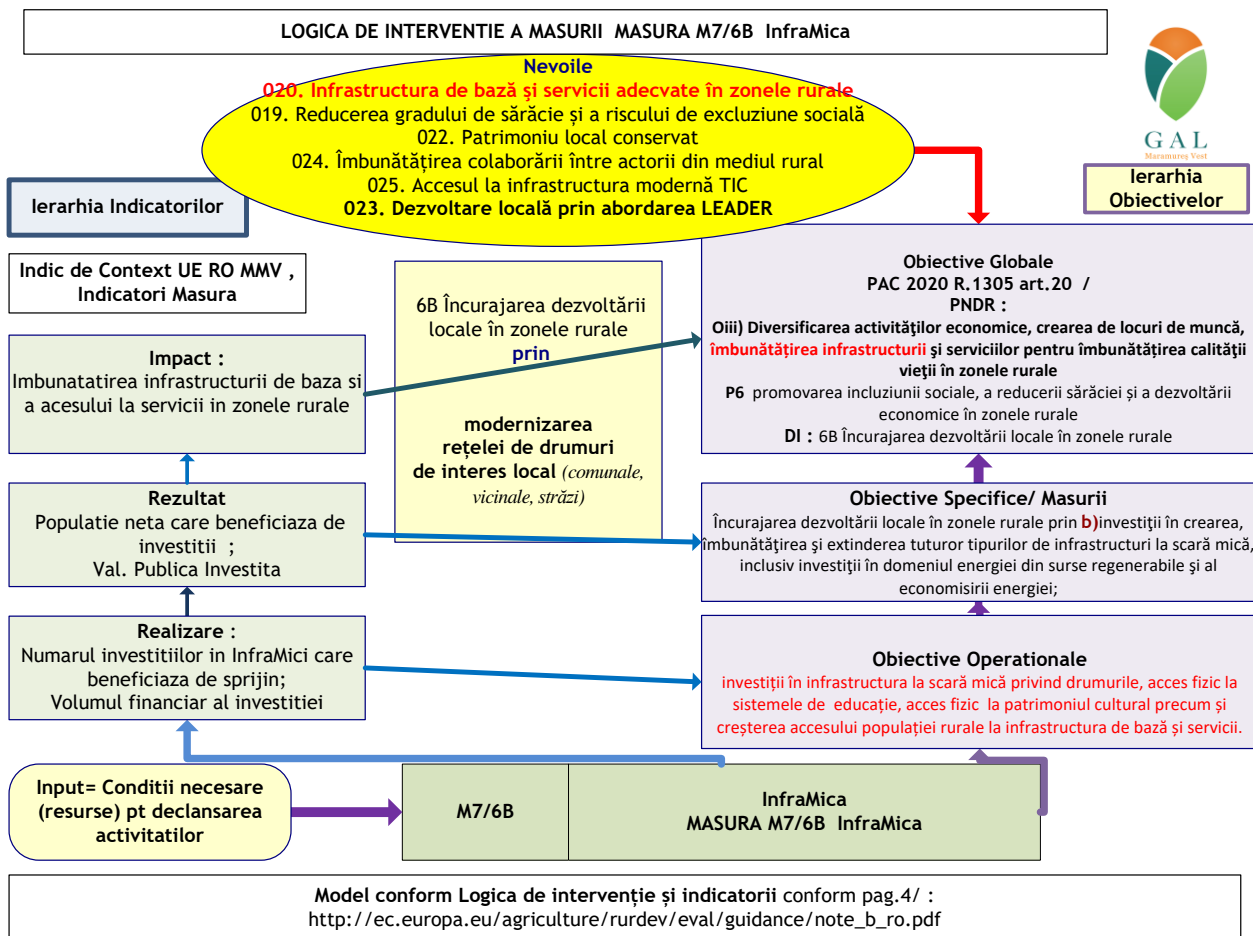 LOGICA DE INTERVENTIE A MASURII  MASURA M7/6B  InfraMica
Nevoile
020. Infrastructura de bază şi servicii adecvate în zonele rurale
019. Reducerea gradului de sărăcie și a riscului de excluziune socială
022. Patrimoniu local conservat
024. Îmbunătățirea colaborării între actorii din mediul rural
025. Accesul la infrastructura modernă TIC
023. Dezvoltare locală prin abordarea LEADER
GAL
Maramureș Vest
Ierarhia Indicatorilor
Ierarhia
Obiectivelor
Indic de Context UE RO MMV ,
Indicatori Masura
6B Încurajarea dezvoltării
locale în zonele rurale
prin
modernizarea
rețelei de drumuri
de interes local (comunale,
vicinale, străzi)
Obiective Globale
PAC 2020 R.1305 art.20  /
PNDR :
Oiii) Diversificarea activităţilor economice, crearea de locuri de muncă,
îmbunătățirea infrastructurii şi serviciilor pentru îmbunătăţirea calităţii
vieţii în zonele rurale
P6  promovarea incluziunii sociale, a reducerii sărăciei și a dezvoltării
economice în zonele rurale
DI : 6B Încurajarea dezvoltării locale în zonele rurale
Impact :
Imbunatatirea infrastructurii de baza si
a acesului la servicii in zonele rurale
Rezultat
Populatie neta care beneficiaza de
investitii  ;
Val. Publica Investita
Obiective Specifice/ Masurii
Încurajarea dezvoltării locale în zonele rurale prin b)investiţii în crearea,
îmbunătăţirea şi extinderea tuturor tipurilor de infrastructuri la scară mică,
inclusiv investiţii în domeniul energiei din surse regenerabile şi al
economisirii energiei;
Realizare :
Numarul investitiilor in InfraMici care
beneficiaza de sprijin;
Volumul financiar al investitiei
Obiective Operationale
investiții în infrastructura la scară mică privind drumurile, acces fizic la
sistemele de  educație, acces fizic  la patrimoniul cultural precum și
creșterea accesului populației rurale la infrastructura de bază și servicii.
Input= Conditii necesare
(resurse) pt declansarea
activitatilor
M7/6B
InfraMica
MASURA M7/6B  InfraMica
Model conform Logica de intervenție și indicatorii conform pag.4/ :
http://ec.europa.eu/agriculture/rurdev/eval/guidance/note_b_ro.pdf